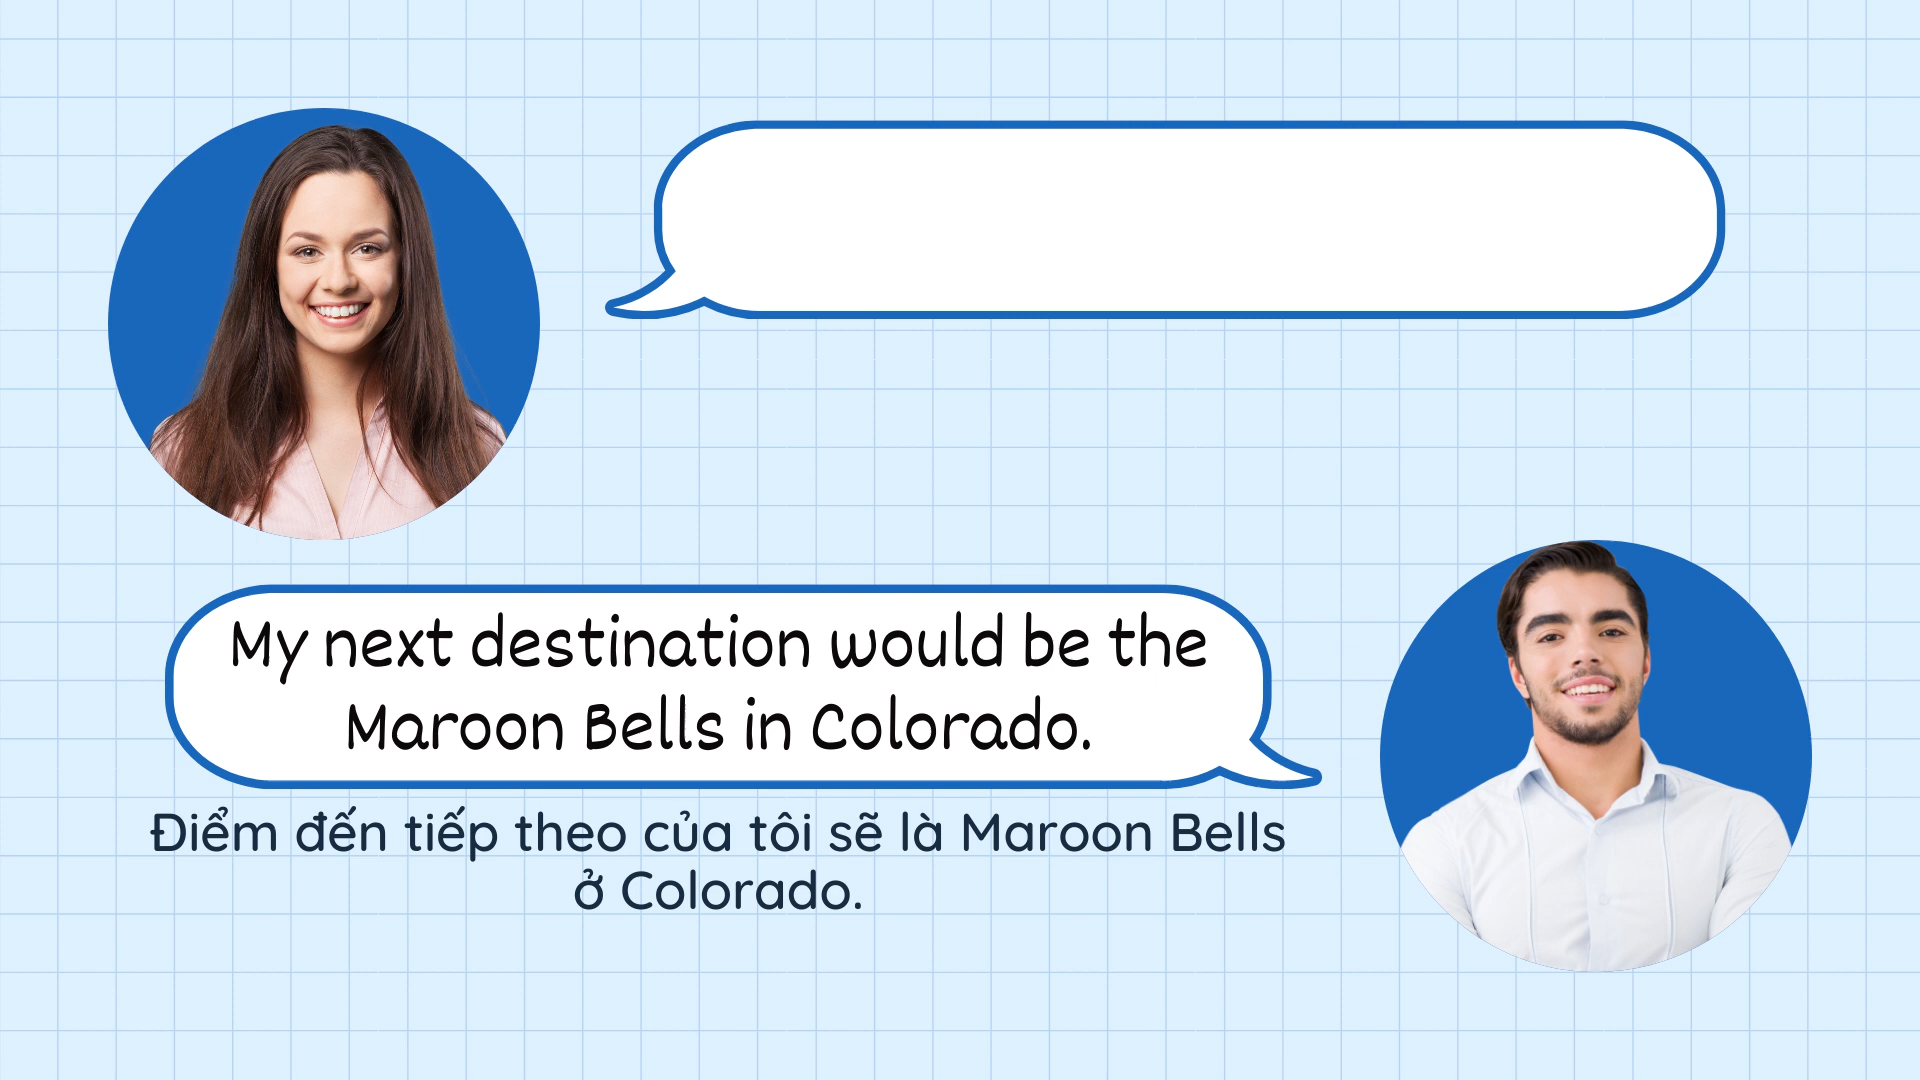 My next destination would be the
Maroon Bells in Colorado.
Điểm đến tiếp theo của tôi sẽ là Maroon Bells
ở Colorado.